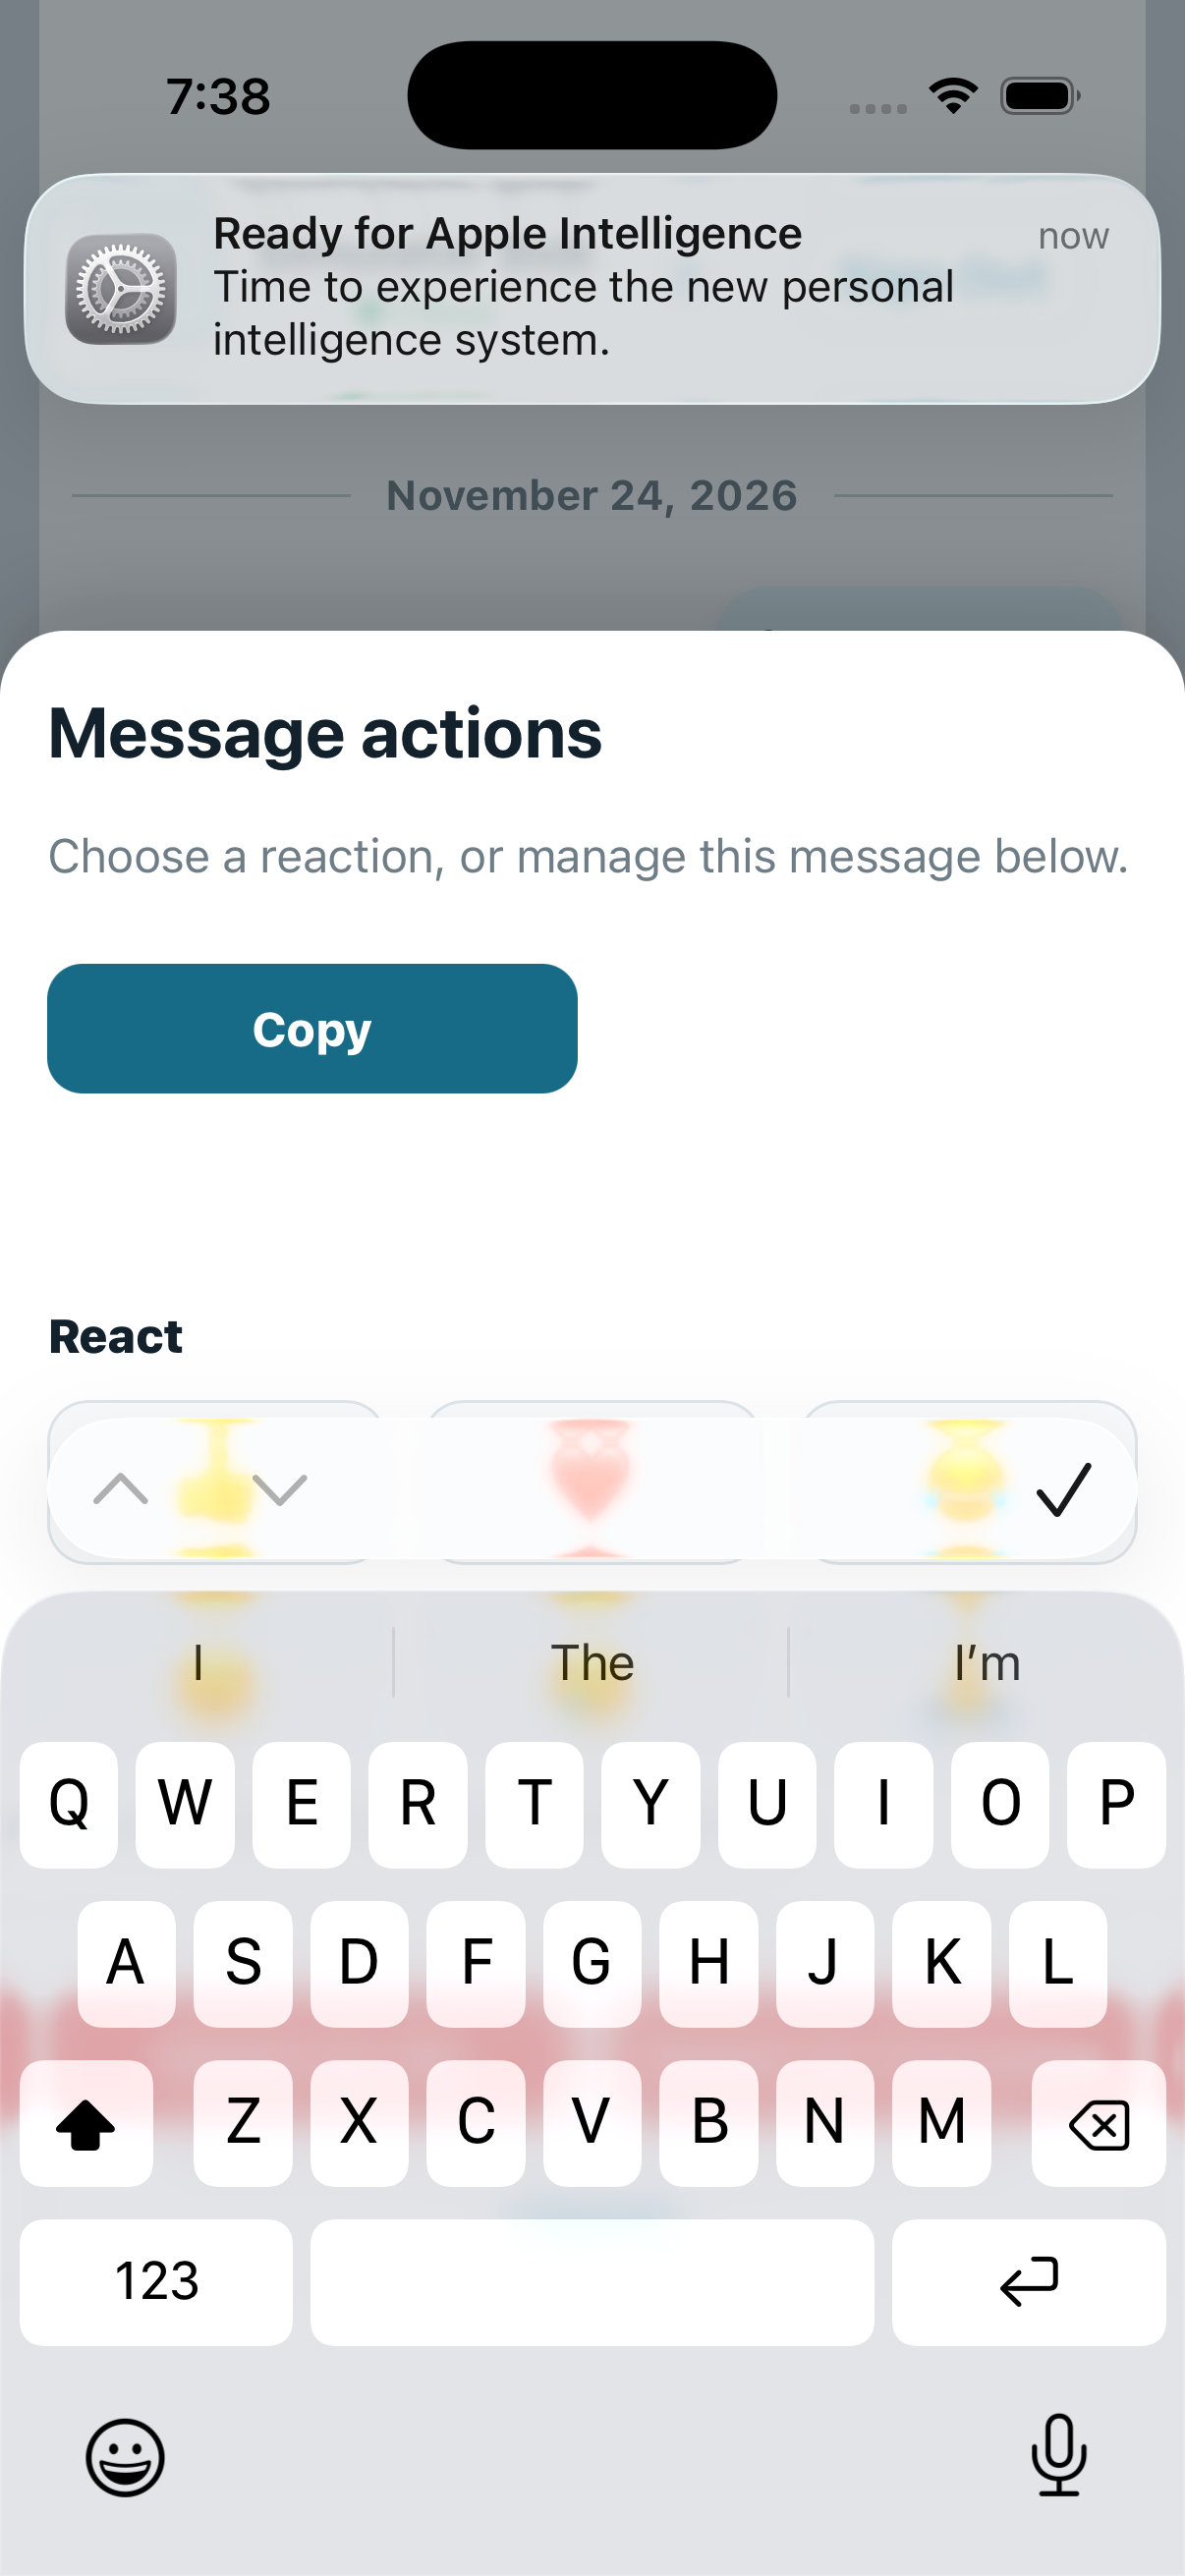 7:38
Ready for Apple Intelligence
now
Time to experience the new personal
intelligence system.
November 24, 2026
Message actions
Choose a reaction, or manage this message below.
Copy
React
I
The
I’m
Q W E R T Y U I O P
A S D F G H J K L
Z X C V B N M
123